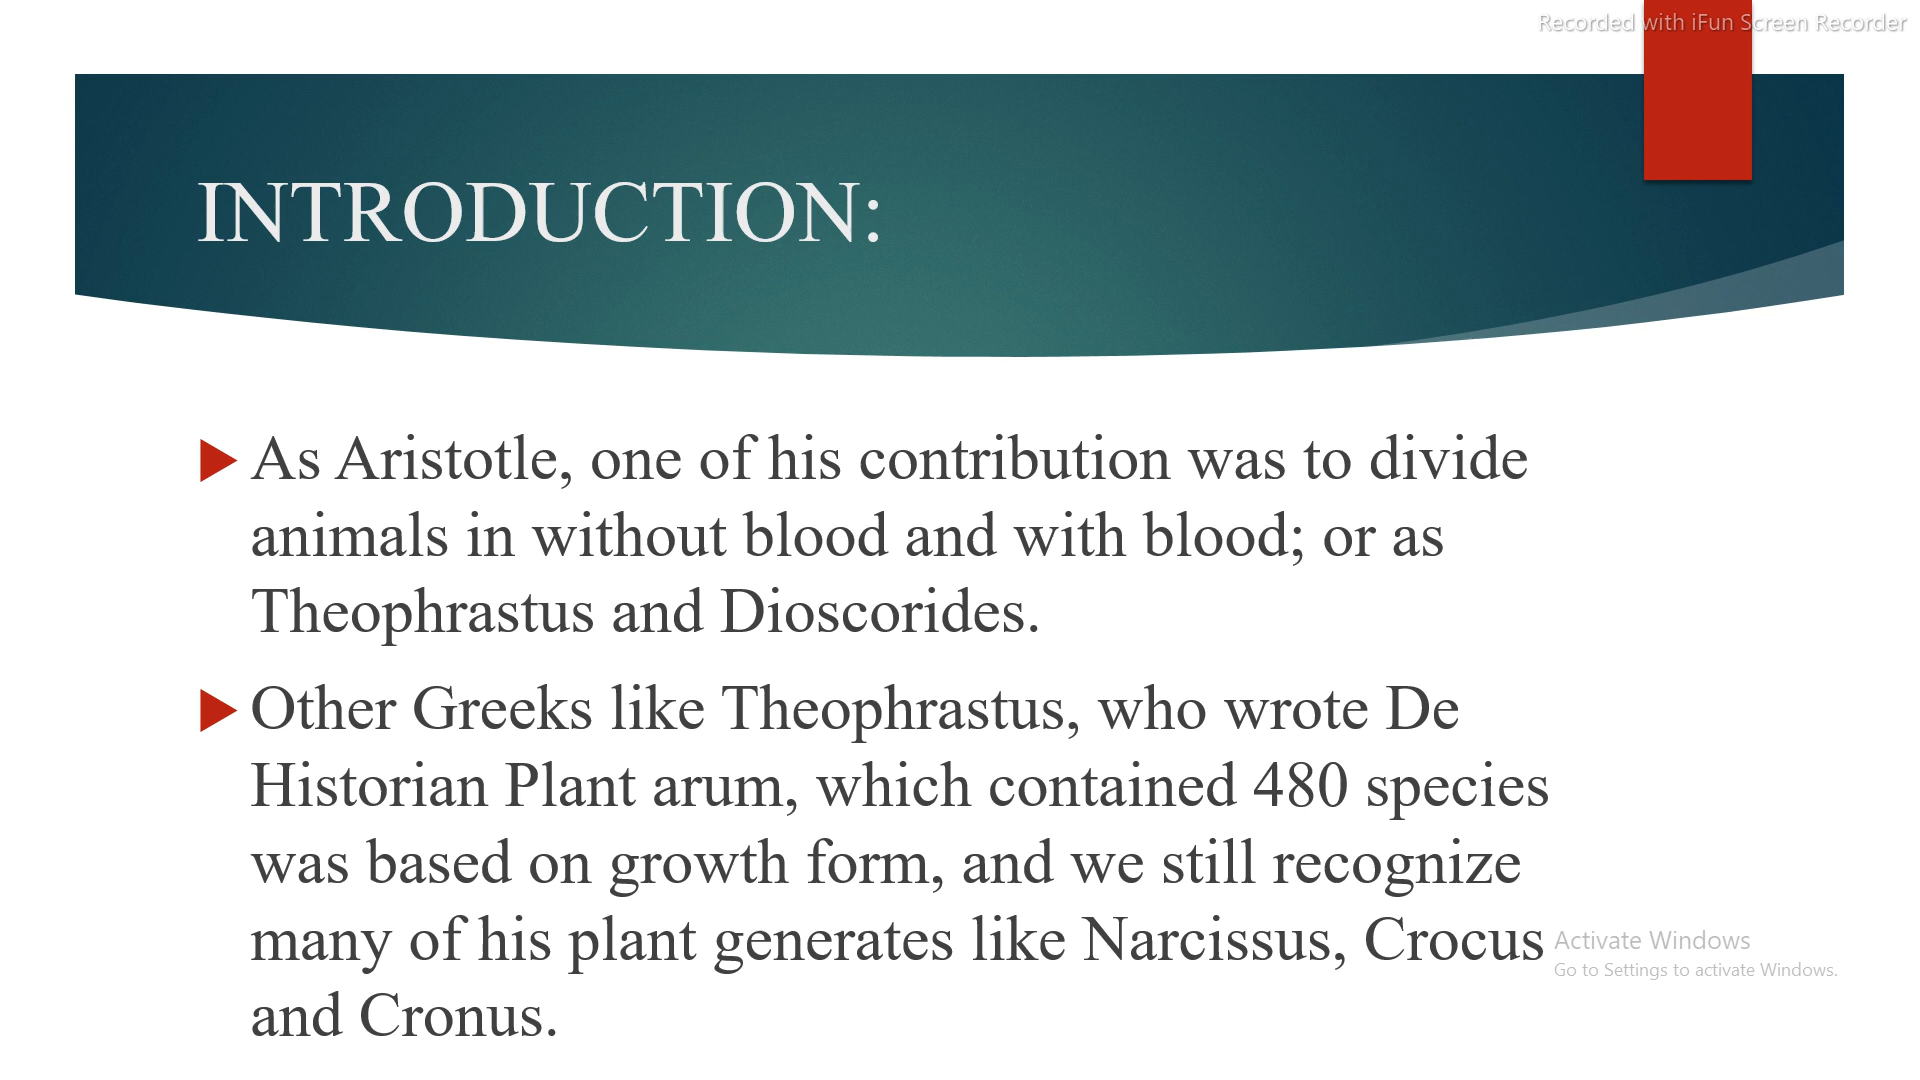 Recorded with iFun Screen Recorder
INTRODUCTION:
As Aristotle, one of his contribution was to divide
animals in without blood and with blood; or as
Theophrastus and Dioscorides.
Other Greeks like Theophrastus, who wrote De
Historian Plant arum, which contained 480 species
was based on growth form, and we still recognize
many of his plant generates like Narcissus, Crocus
and Cronus.
Activate Windows
Go to Settings to activate Windows.